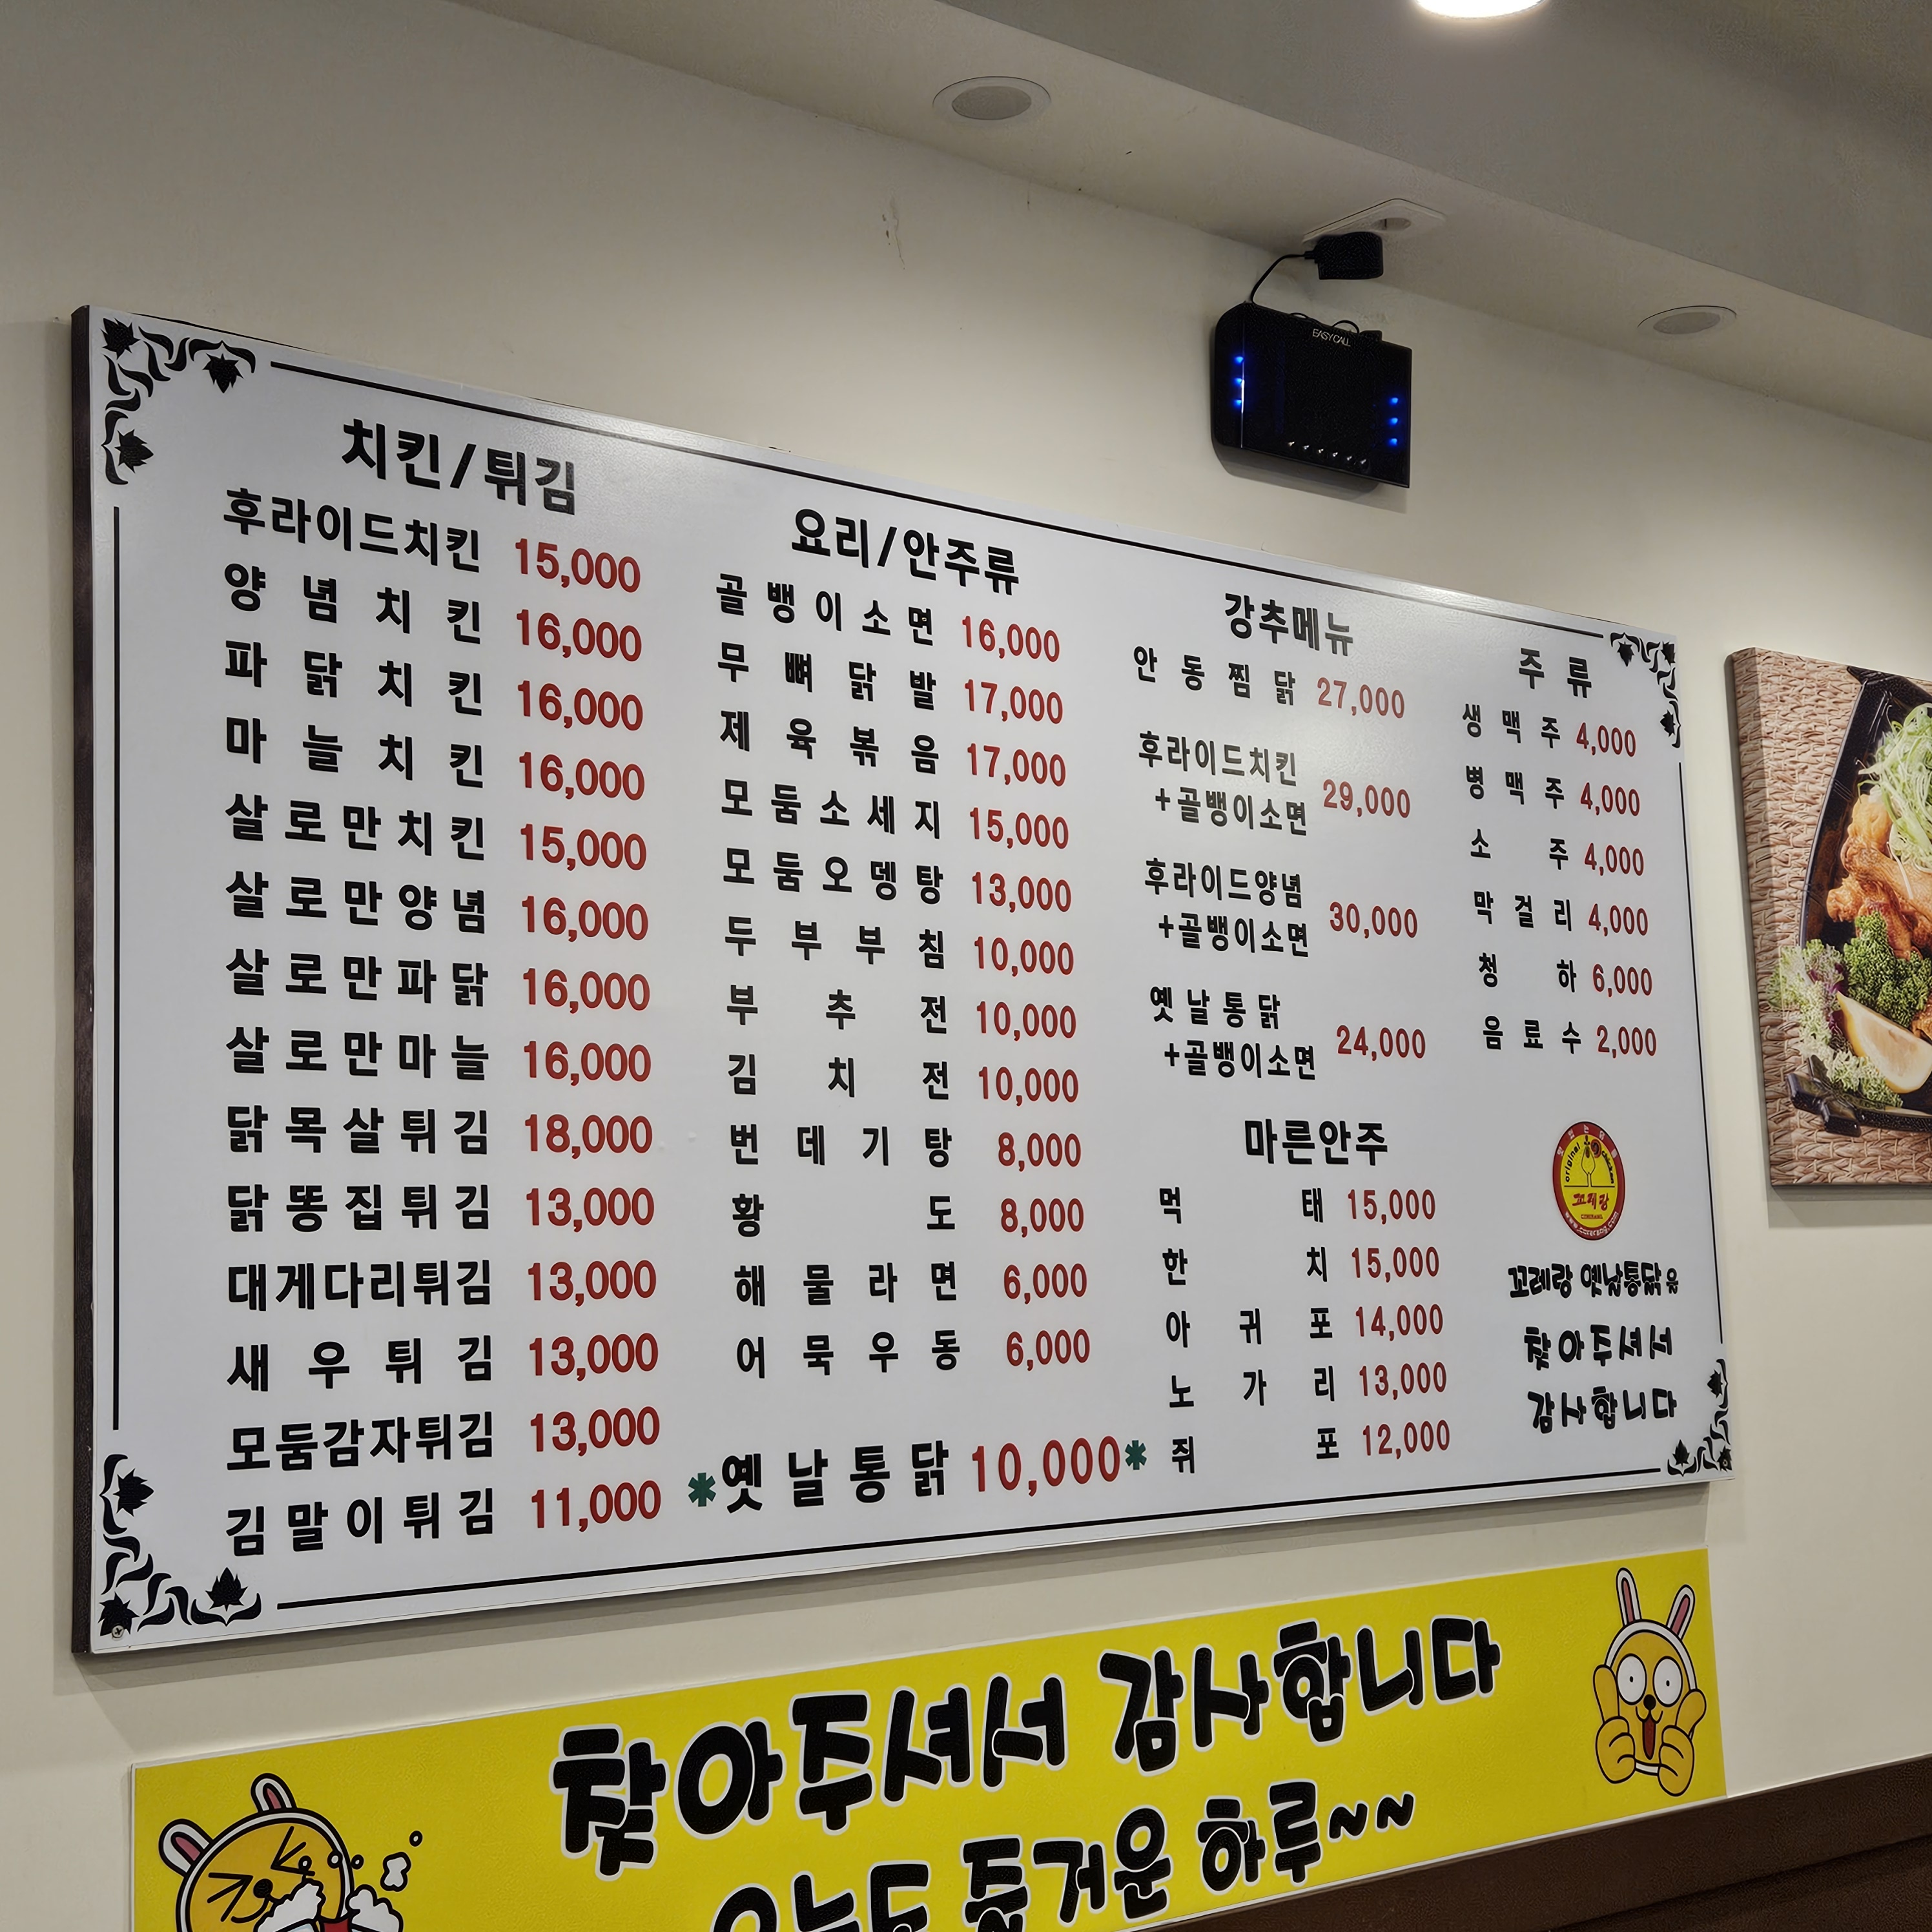 EASYCALL
치킨/튀김
후라이드치킨 15,000
양념치킨 16,000
파닭치킨 16,000
마늘치킨 16,000
살로만치킨 15,000
살로만양념 16,000
살로만파닭 16,000
살로만마늘 16,000
닭목살튀김 18,000
닭똥집튀김 13,000
대게다리튀김 13,000
새우튀김 13,000
모둠감자튀김 13,000
김말이튀김 11,000
요리/안주류
골뱅이소면 16,000
무뼈닭발 17,000
제육볶음 17,000
모둠소세지 15,000
모둠오뎅탕 13,000
두부부침 10,000
부추전 10,000
김치전 10,000
번데기탕 8,000
황도 8,000
해물라면 6,000
어묵우동 6,000
*옛날통닭 10,000*
강추메뉴
안동찜닭 27,000
후라이드치킨
+골뱅이소면 29,000
후라이드양념
+골뱅이소면 30,000
옛날통닭
+골뱅이소면 24,000
마른안주
먹태 15,000
한치 15,000
아귀포 14,000
노가리 13,000
쥐포 12,000
주류
생맥주 4,000
병맥주 4,000
소주 4,000
막걸리 4,000
청하 6,000
음료수 2,000
original chicken
꼬레랑
꼬레랑 옛날통닭을
찾아주셔서
감사합니다
찾아주셔서 감사합니다
오늘도 즐거운 하루~~